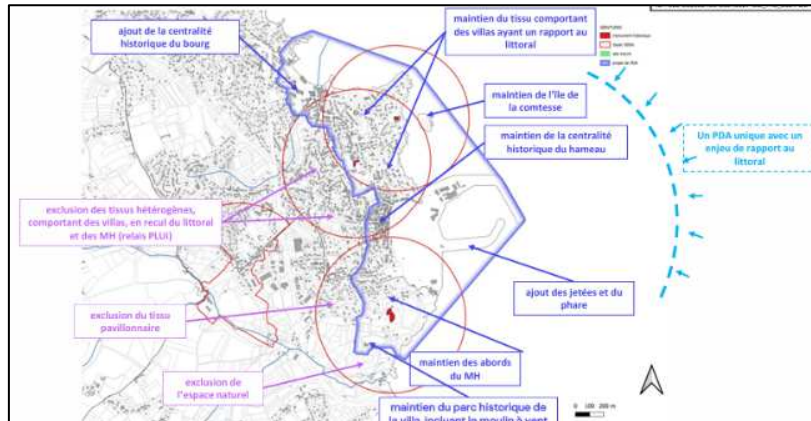 ajout de la centralité
historique du bourg
maintien du tissu comportant
des villas ayant un rapport au
littoral
maintien de l'île de
la comtesse
maintien de la centralité
historique du hameau
Un PDA unique avec un
enjeu de rapport au
littoral
exclusion des tissus hétérogènes,
comportant des villas, en recul du littoral
et des MH (relais PLUi)
ajout des jetées et du
phare
exclusion du tissu
pavillonnaire
maintien des abords
du MH
exclusion de
l'espace naturel
maintien du parc historique de
la villa, incluant le moulin à vent
0 100 200 m